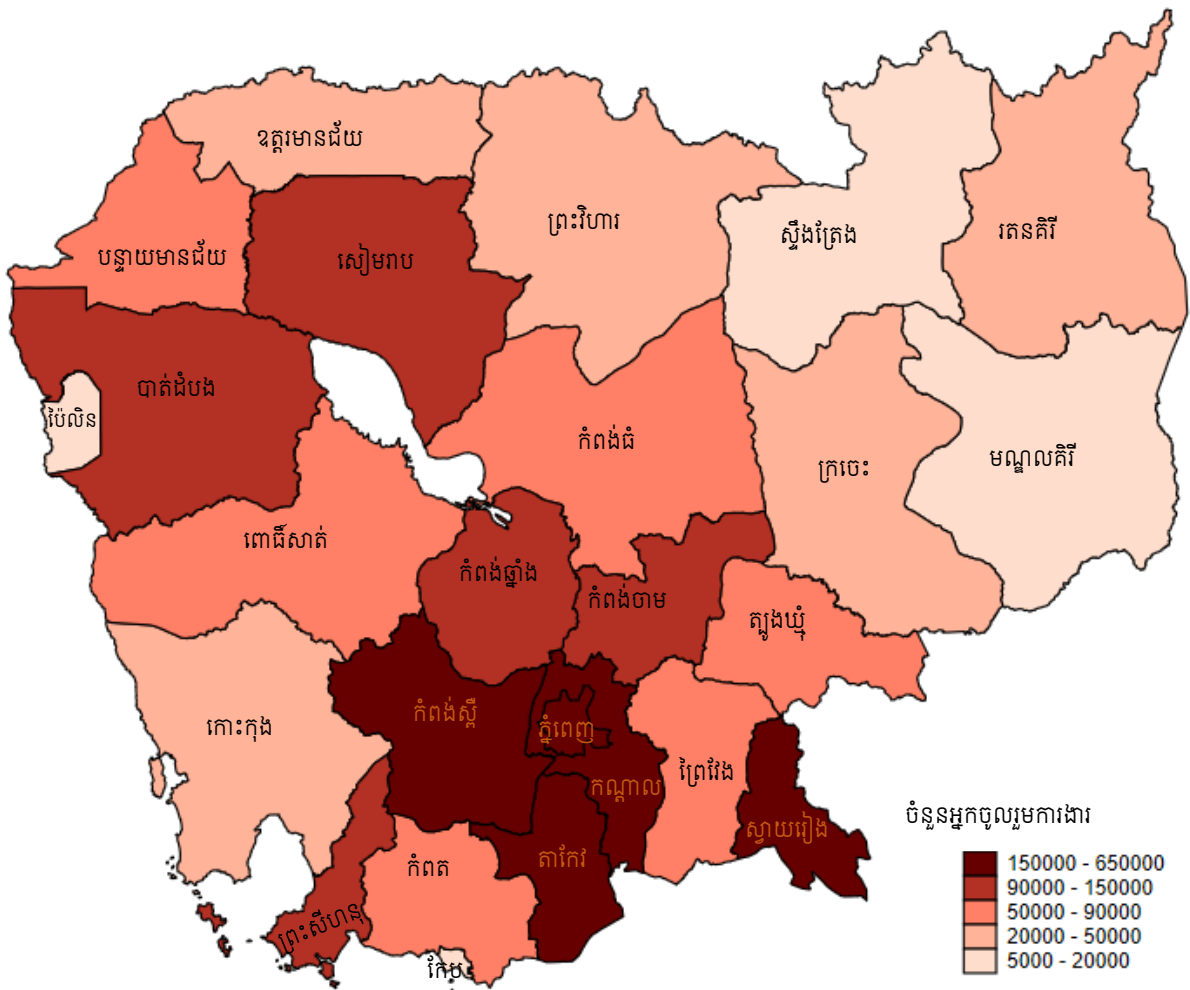 ឧត្តរមានជ័យ
ព្រះវិហារ
ស្ទឹងត្រែង
រតនគិរី
បន្ទាយមានជ័យ
សៀមរាប
បាត់ដំបង
ប៉ៃលិន
កំពង់ធំ
ក្រចេះ
មណ្ឌលគិរី
ពោធិ៍សាត់
កំពង់ឆ្នាំង
កំពង់ចាម
ត្បូងឃ្មុំ
កោះកុង
កំពង់ស្ពឺ
ភ្នំពេញ
កណ្តាល
ព្រៃវែង
ស្វាយរៀង
តាកែវ
កំពត
ព្រះសីហនុ
កែប
ចំនួនអ្នកចូលរួមការងារ
150000 - 650000
90000 - 150000
50000 - 90000
20000 - 50000
5000 - 20000